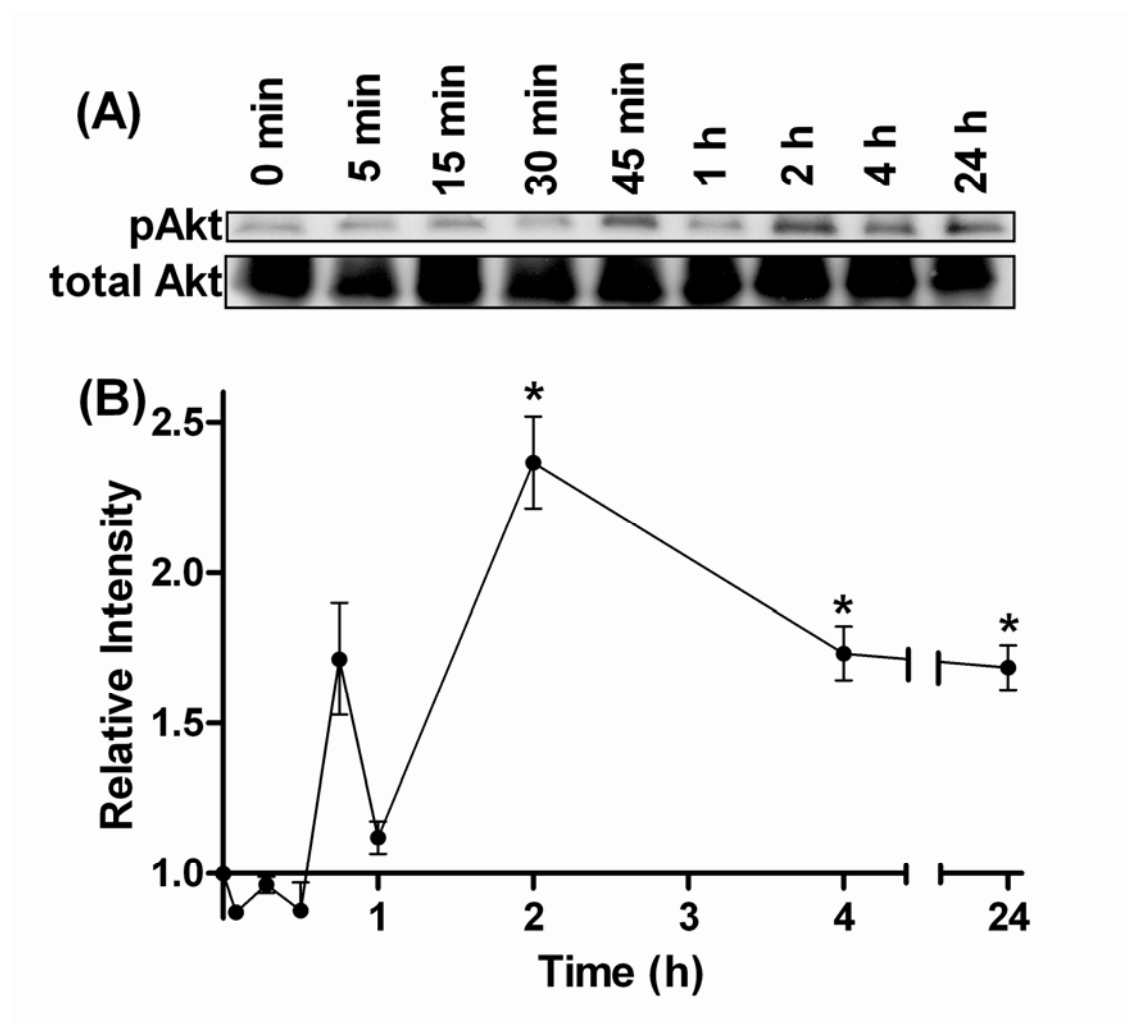 (A)
0 min 5 min 15 min 30 min 45 min 1 h 2 h 4 h 24 h
pAkt
total Akt
(B)
2.5
2.0
1.5
1.0
Relative Intensity
* * *
1 2 3 4 24
Time (h)